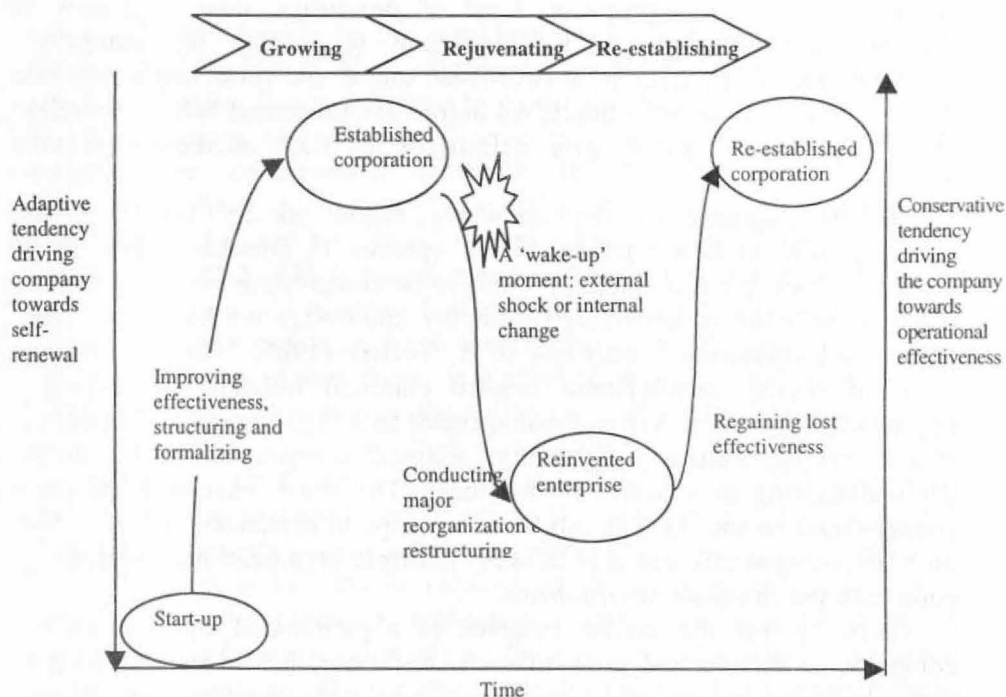 Growing
Rejuvenating
Re-establishing
Established
corporation
Re-established
corporation
Adaptive
tendency
driving
company
towards
self-
renewal
A 'wake-up'
moment: external
shock or internal
change
Conservative
tendency
driving
the company
towards
operational
effectiveness
Improving
effectiveness,
structuring and
formalizing
Conducting
major
reorganization
restructuring
Reinvented
enterprise
Regaining lost
effectiveness
Start-up
Time